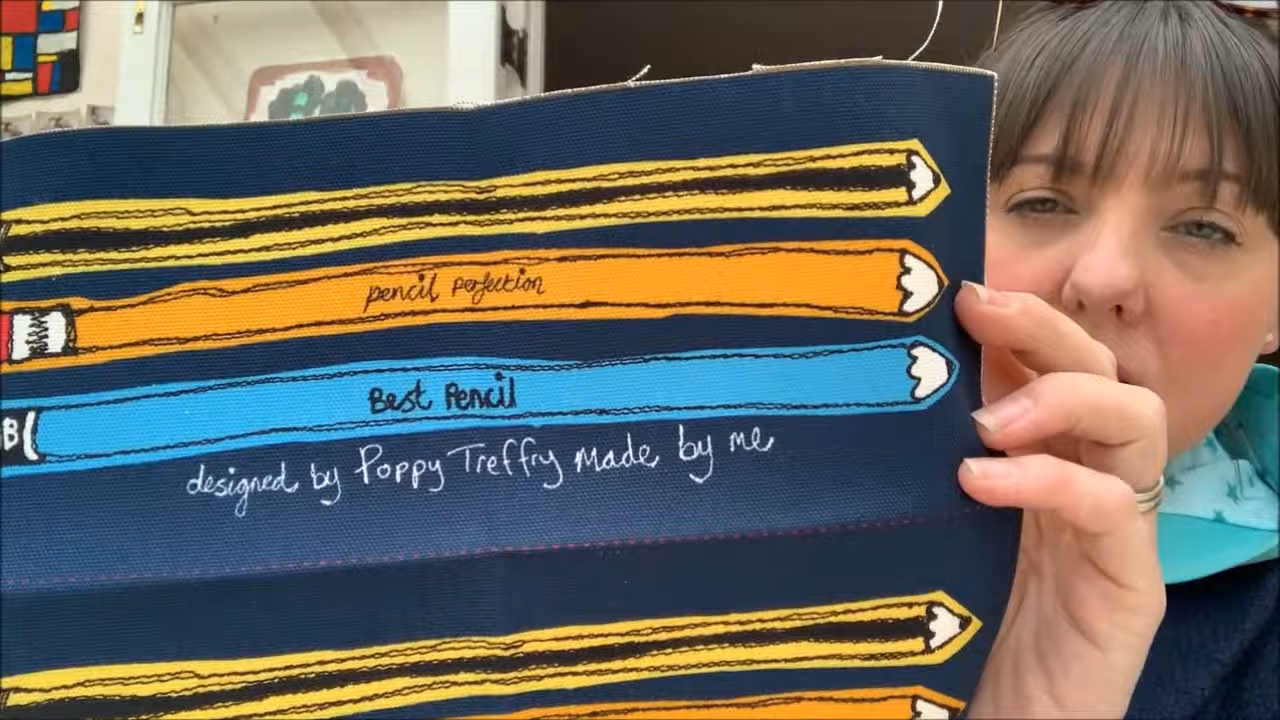 pencil perfection
Best Pencil
B
designed by Poppy Treffry made by me